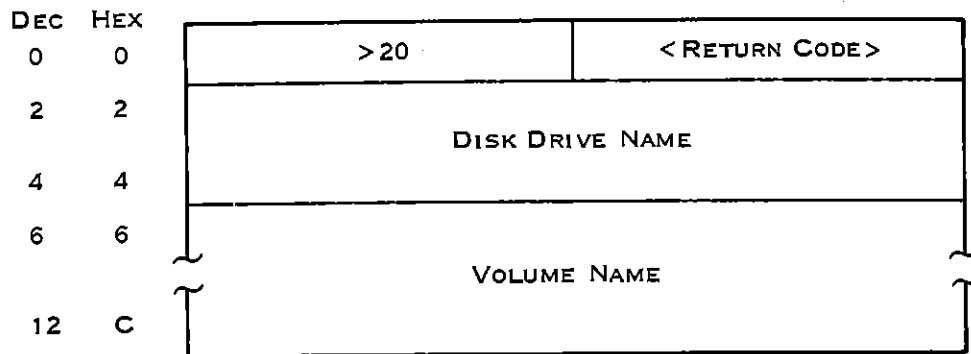 DEC HEX
0 0 >20 <RETURN CODE>
2 2
DISK DRIVE NAME
4 4
6 6
VOLUME NAME
12 C